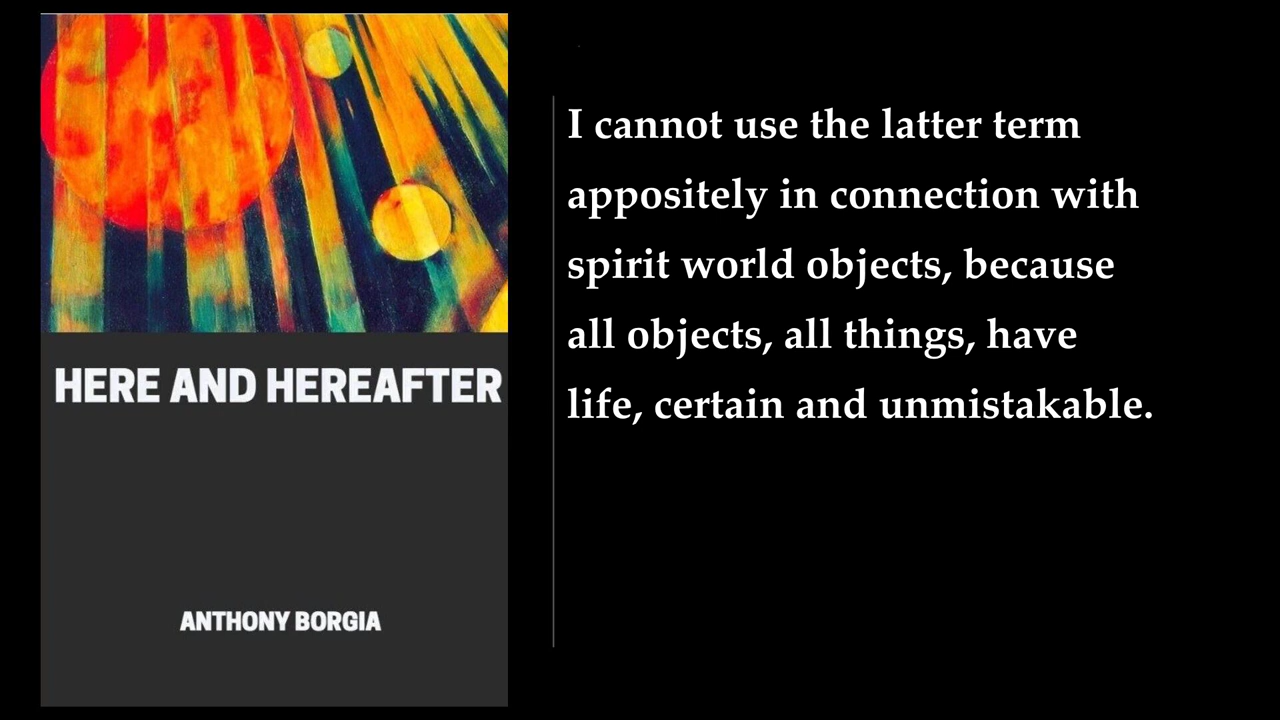 HERE AND HEREAFTER
ANTHONY BORGIA
I cannot use the latter term
appositely in connection with
spirit world objects, because
all objects, all things, have
life, certain and unmistakable.